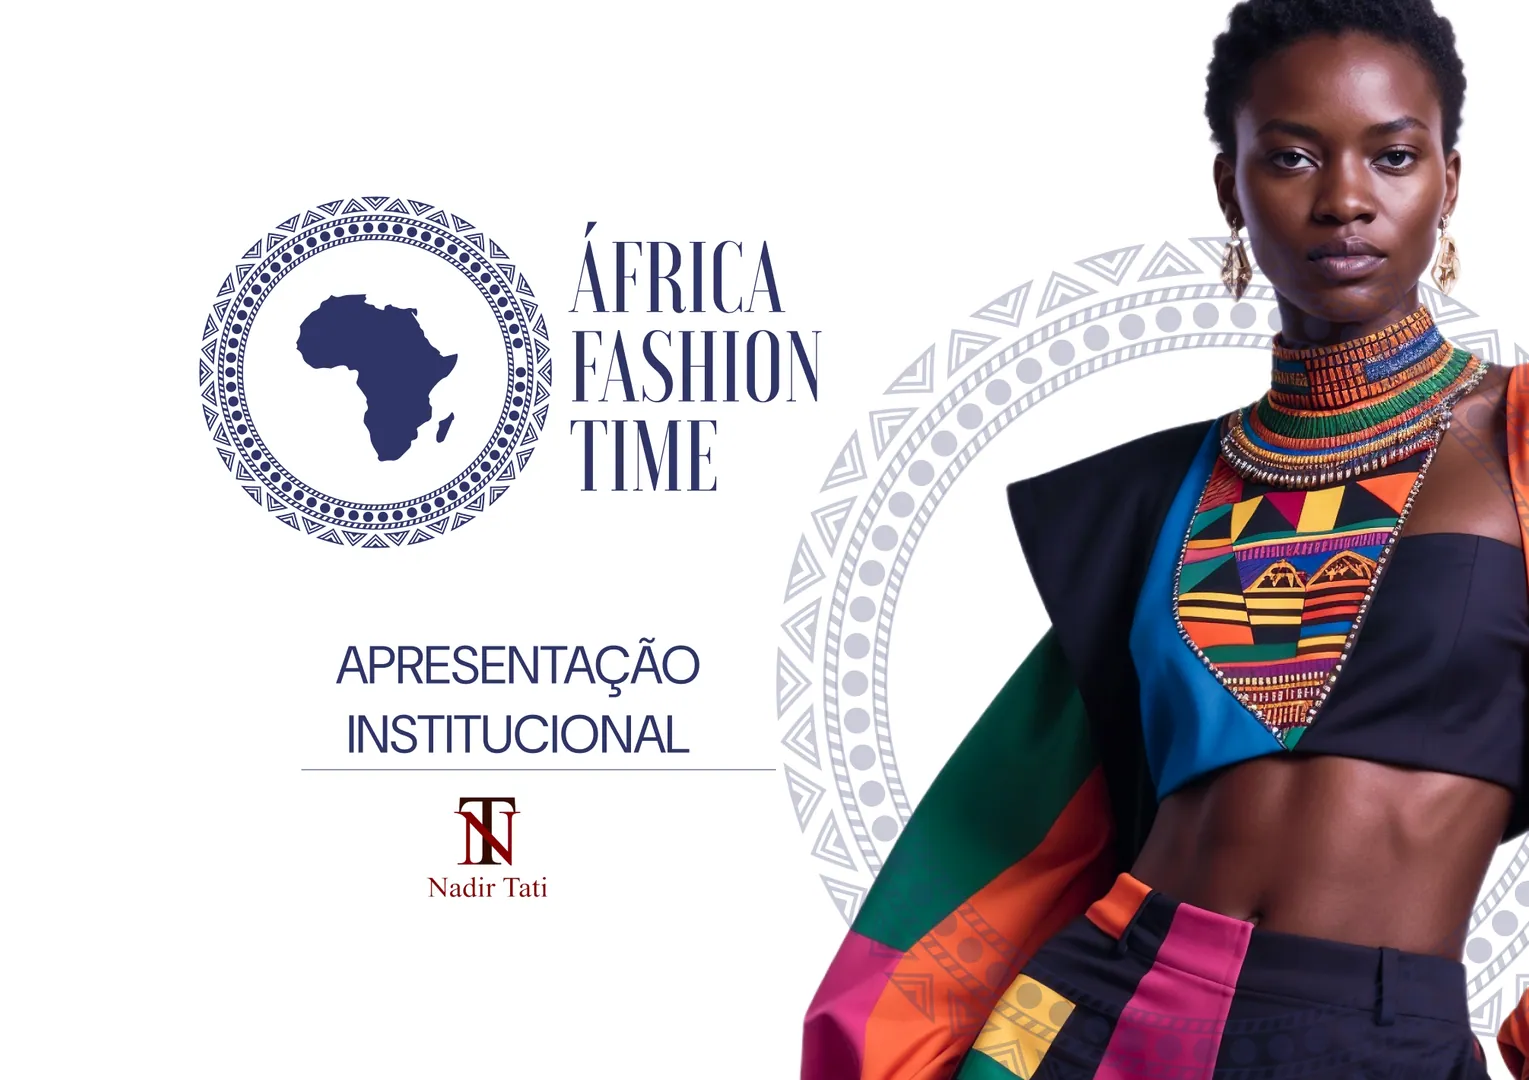 ÁFRICA
FASHION
TIME
APRESENTAÇÃO
INSTITUCIONAL
TN
Nadir Tati